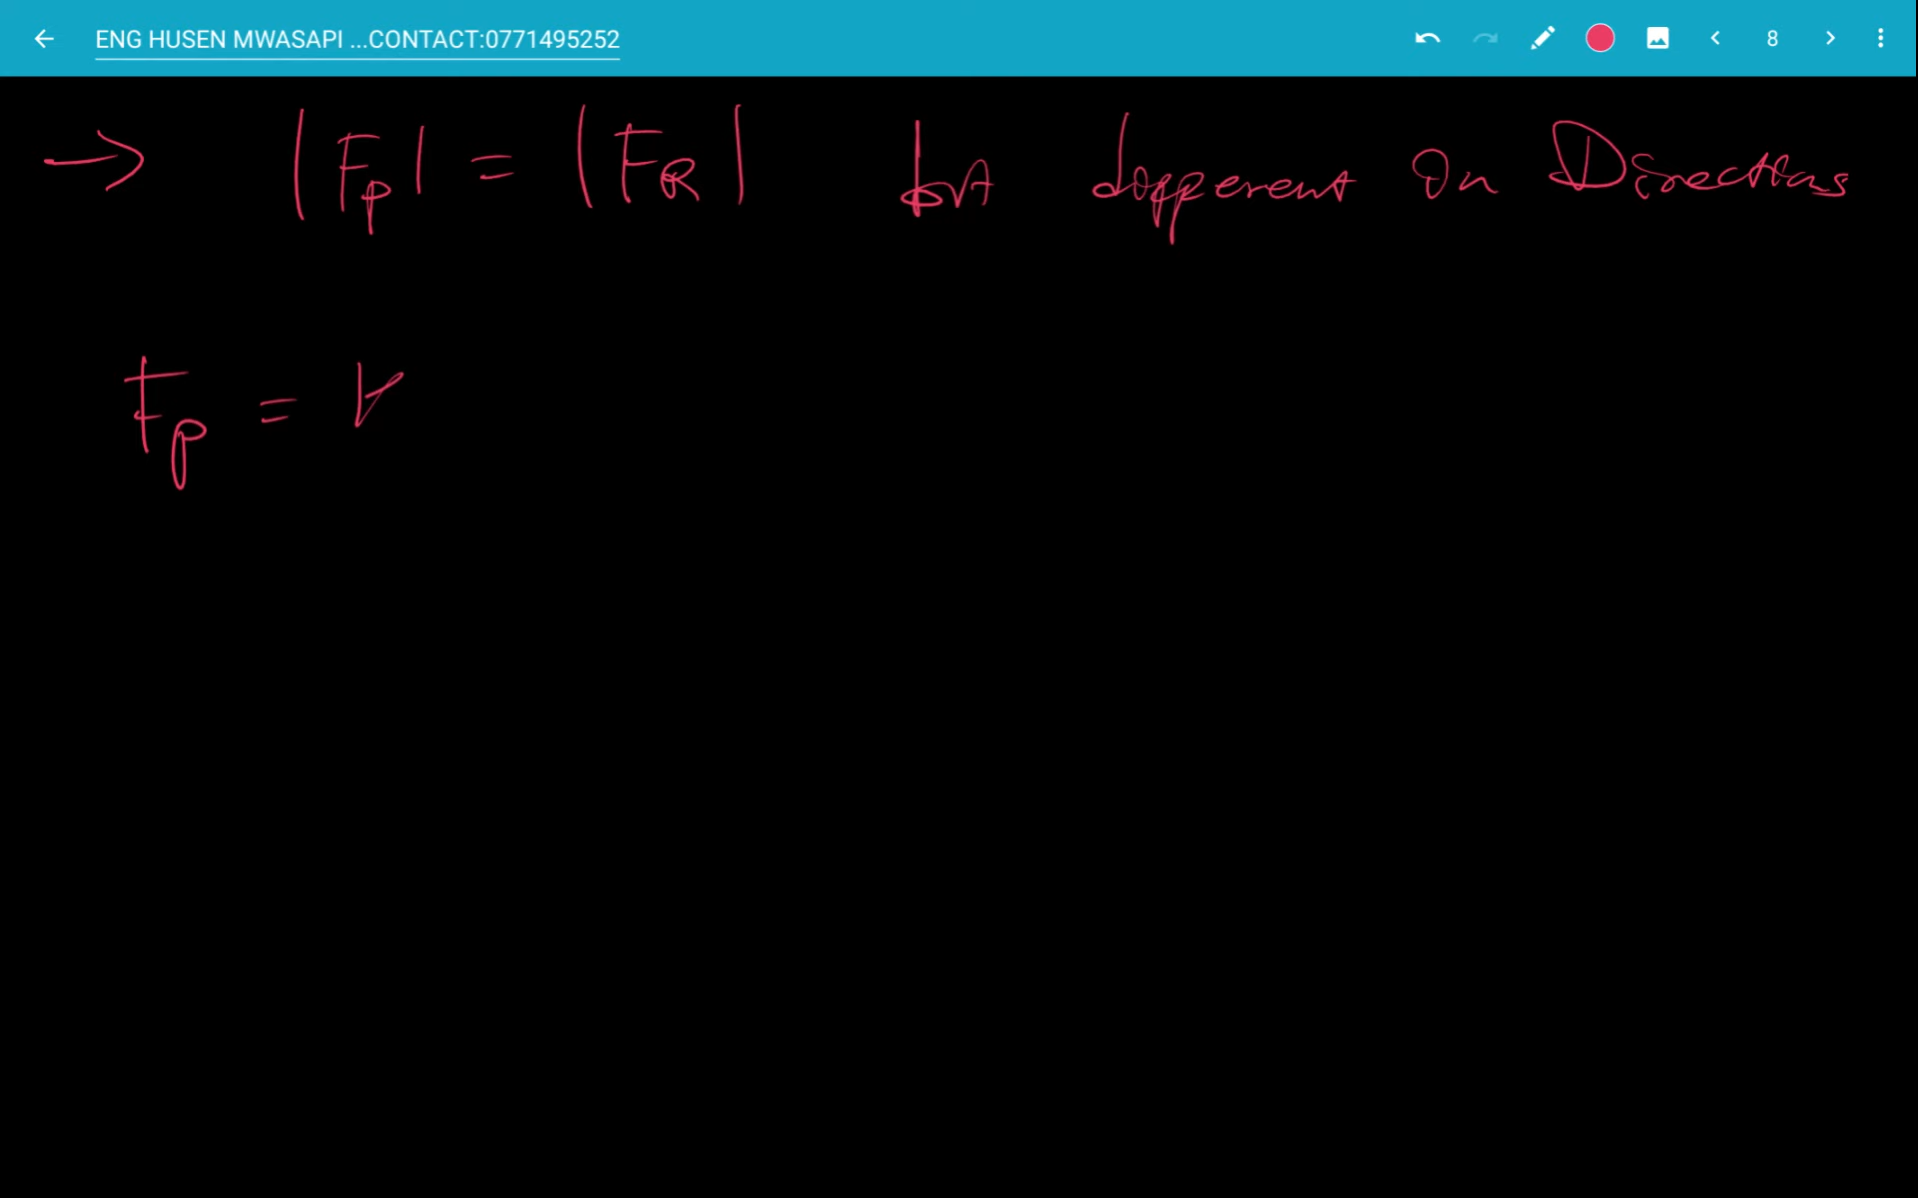 ENG HUSEN MWASAPI ...CONTACT:0771495252
8
→ |Fp| = |FR| but different on Directions
Fp = k